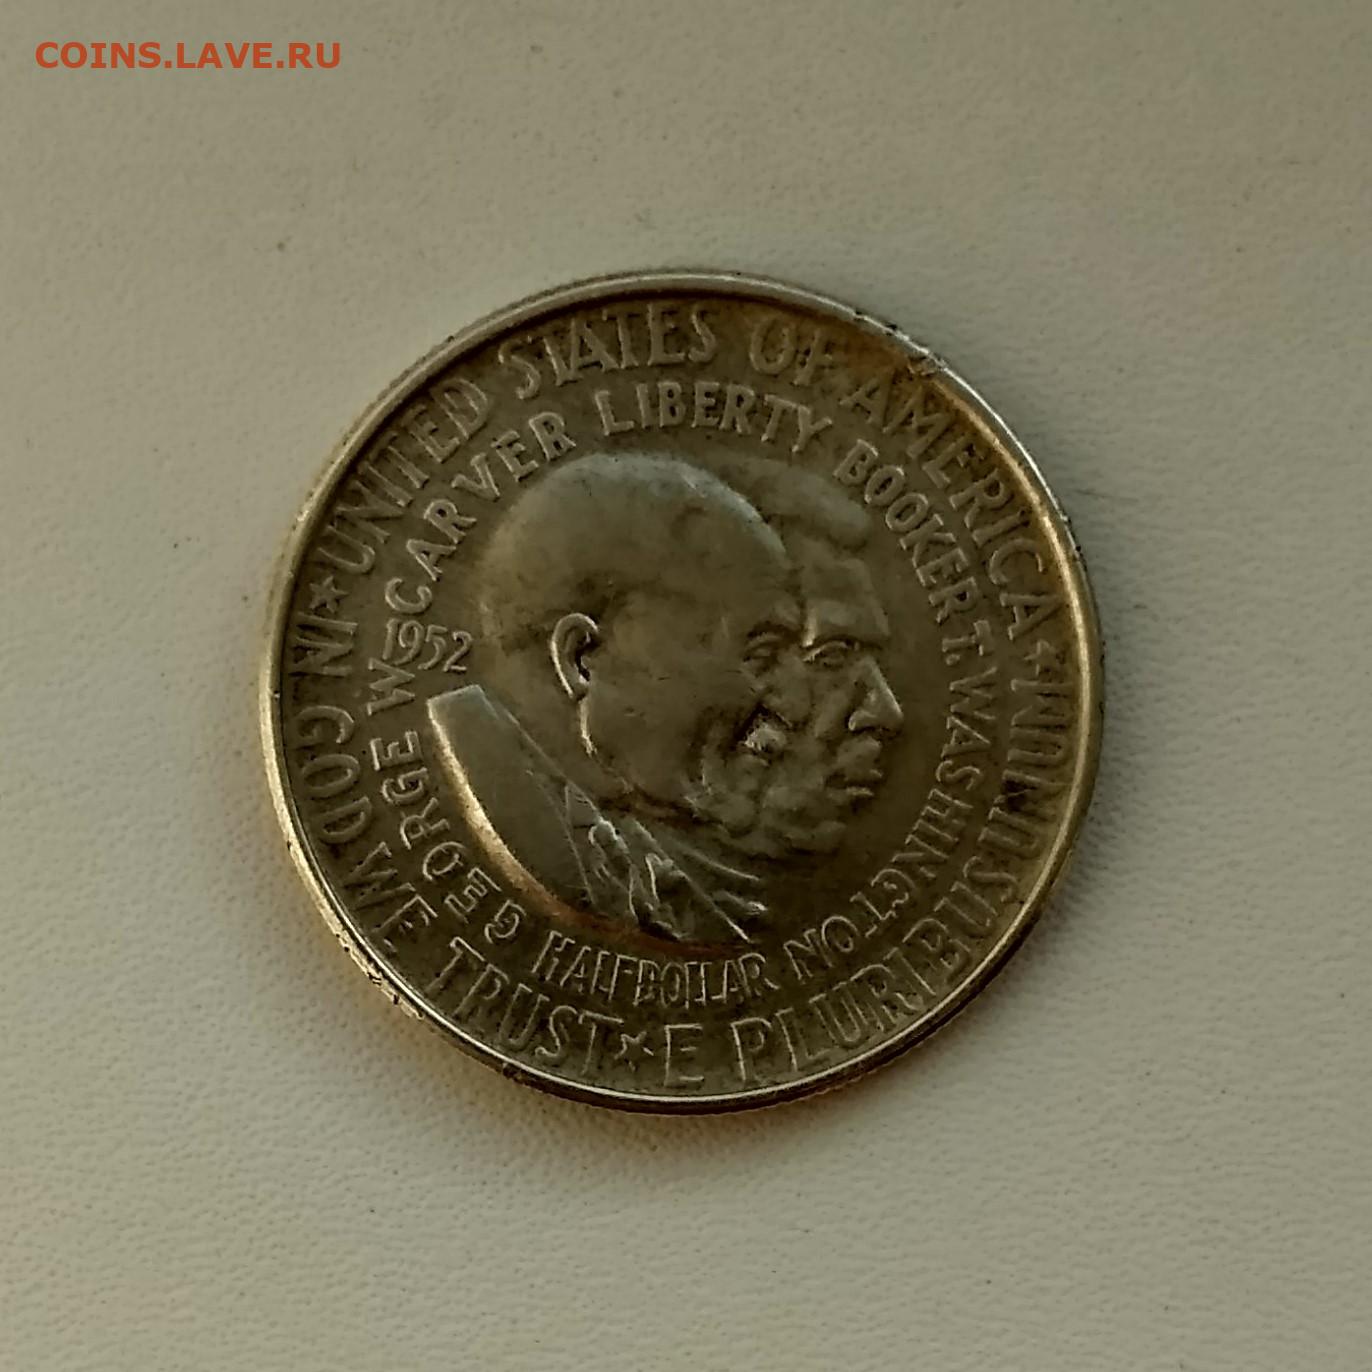 COINS.LAVE.RU
UNITED STATES OF AMERICA
E PLURIBUS UNUM
IN GOD WE TRUST
GEORGE W CARVER LIBERTY BOOKER T. WASHINGTON
1952
HALF DOLLAR